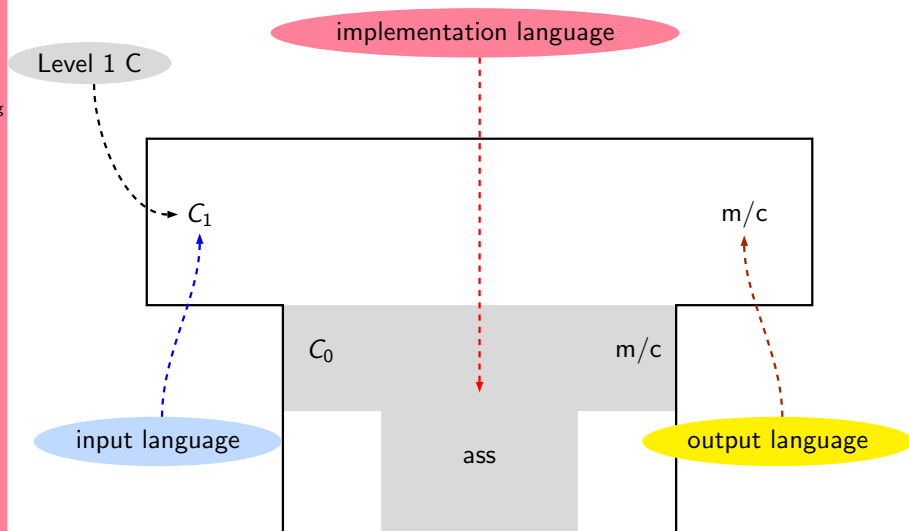 implementation language
Level 1 C
g
C₁
m/c
C₀
m/c
input language
output language
ass